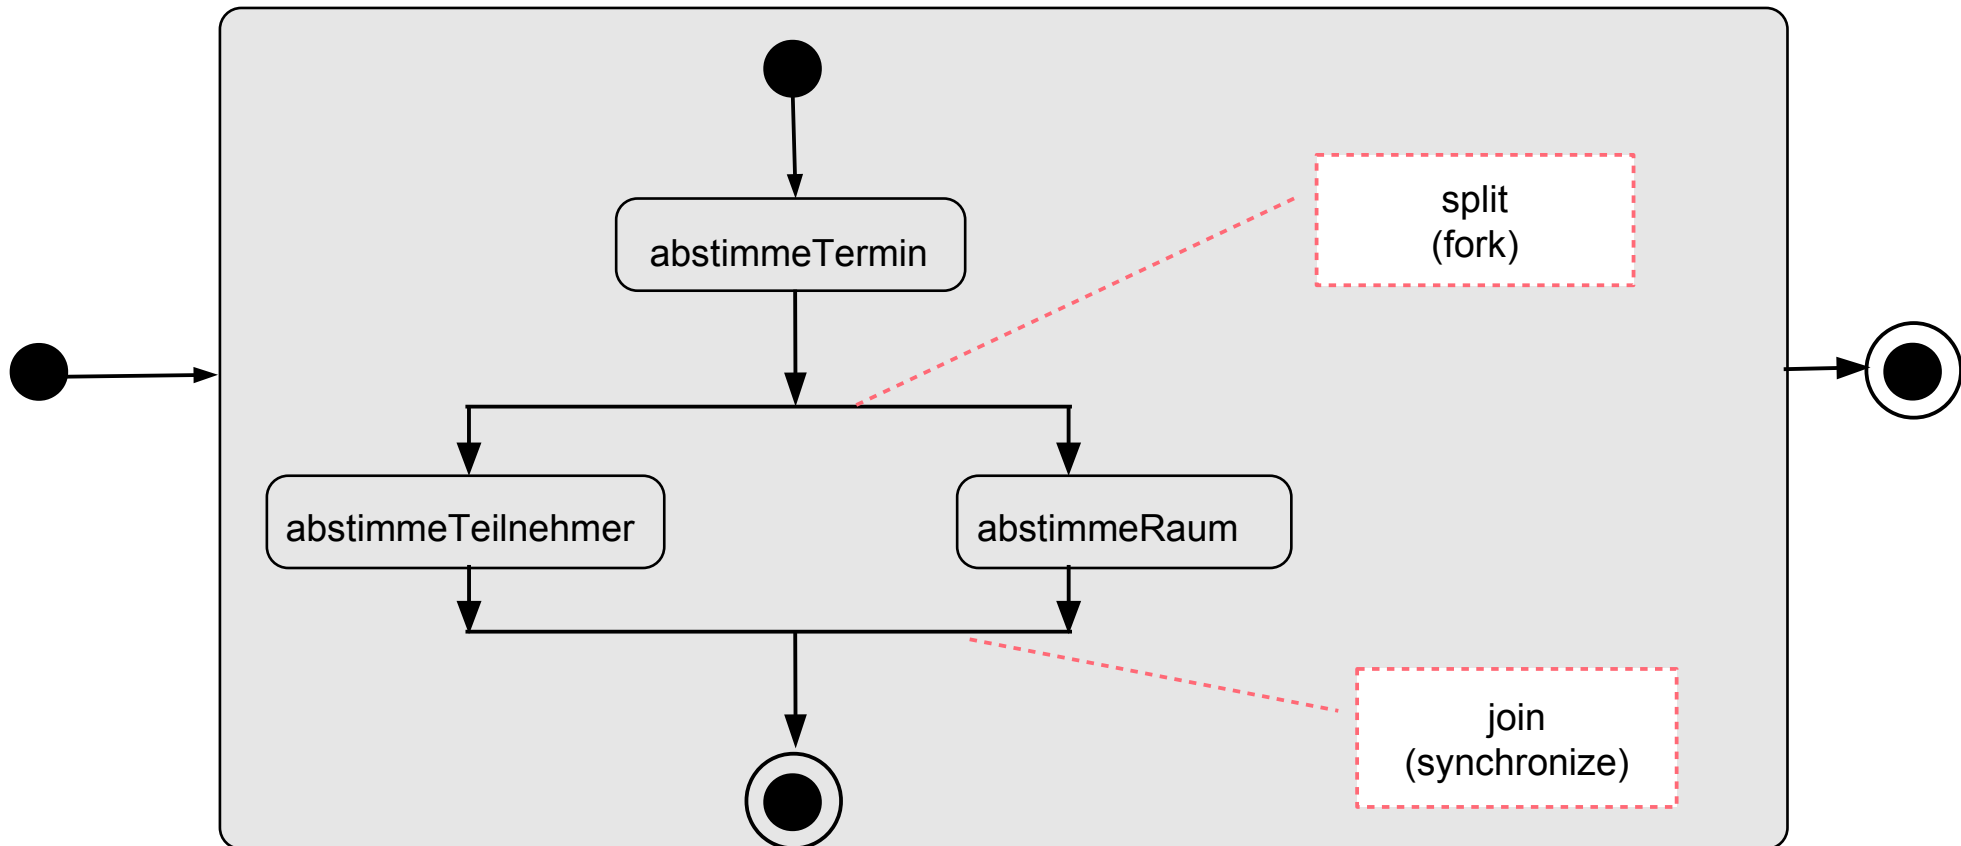 abstimmeTermin
split
(fork)
abstimmeTeilnehmer
abstimmeRaum
join
(synchronize)